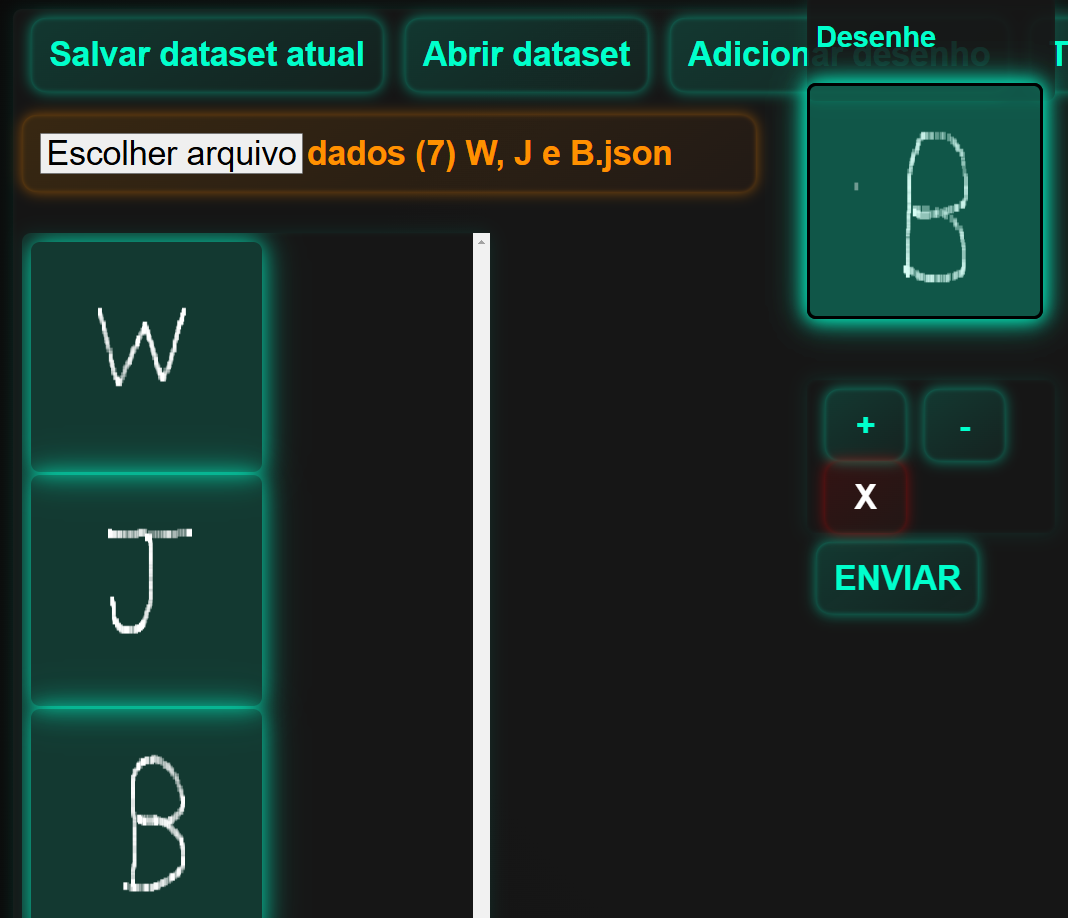 Salvar dataset atual Abrir dataset Adicionar desenho T
Desenhe
Escolher arquivo dados (7) W, J e B.json
B
W
+ -
X
J
ENVIAR
B